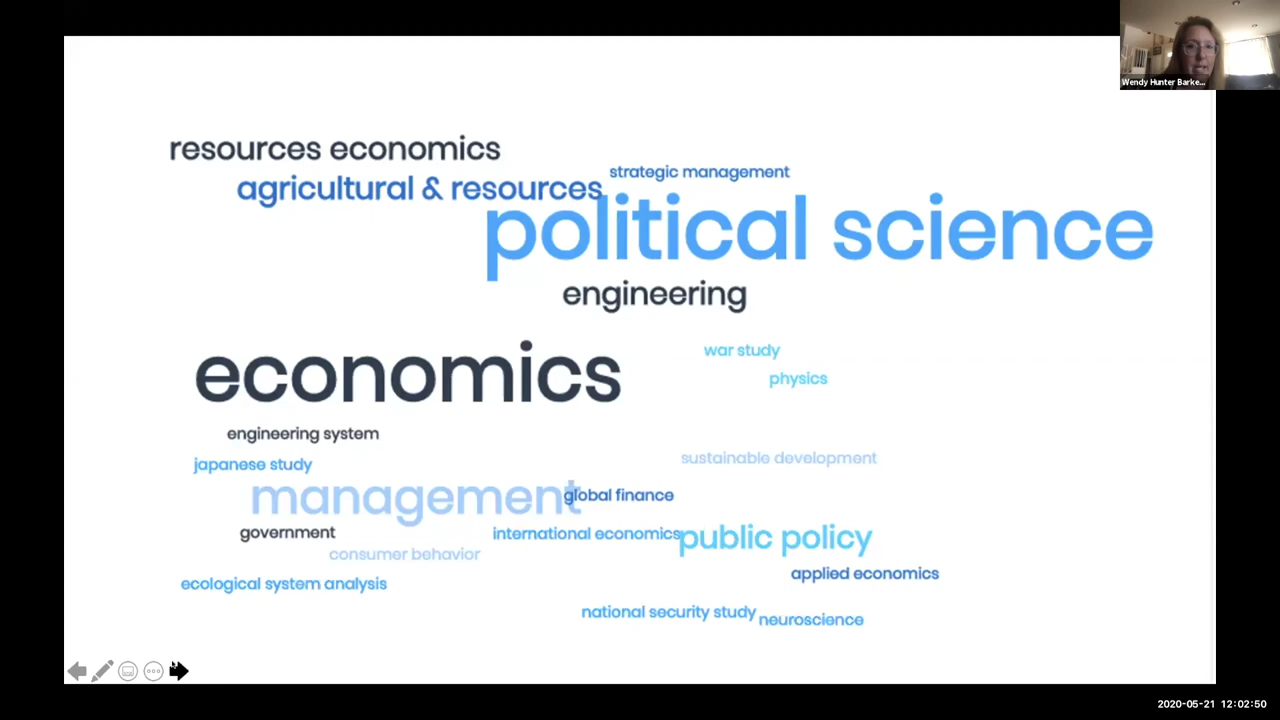 Wendy Hunter Barke...
resources economics
strategic management
agricultural & resources
political science
engineering
war study
economics
physics
engineering system
sustainable development
japanese study
management
global finance
government
international economics
public policy
consumer behavior
applied economics
ecological system analysis
national security study
neuroscience
2020-05-21 12:02:50